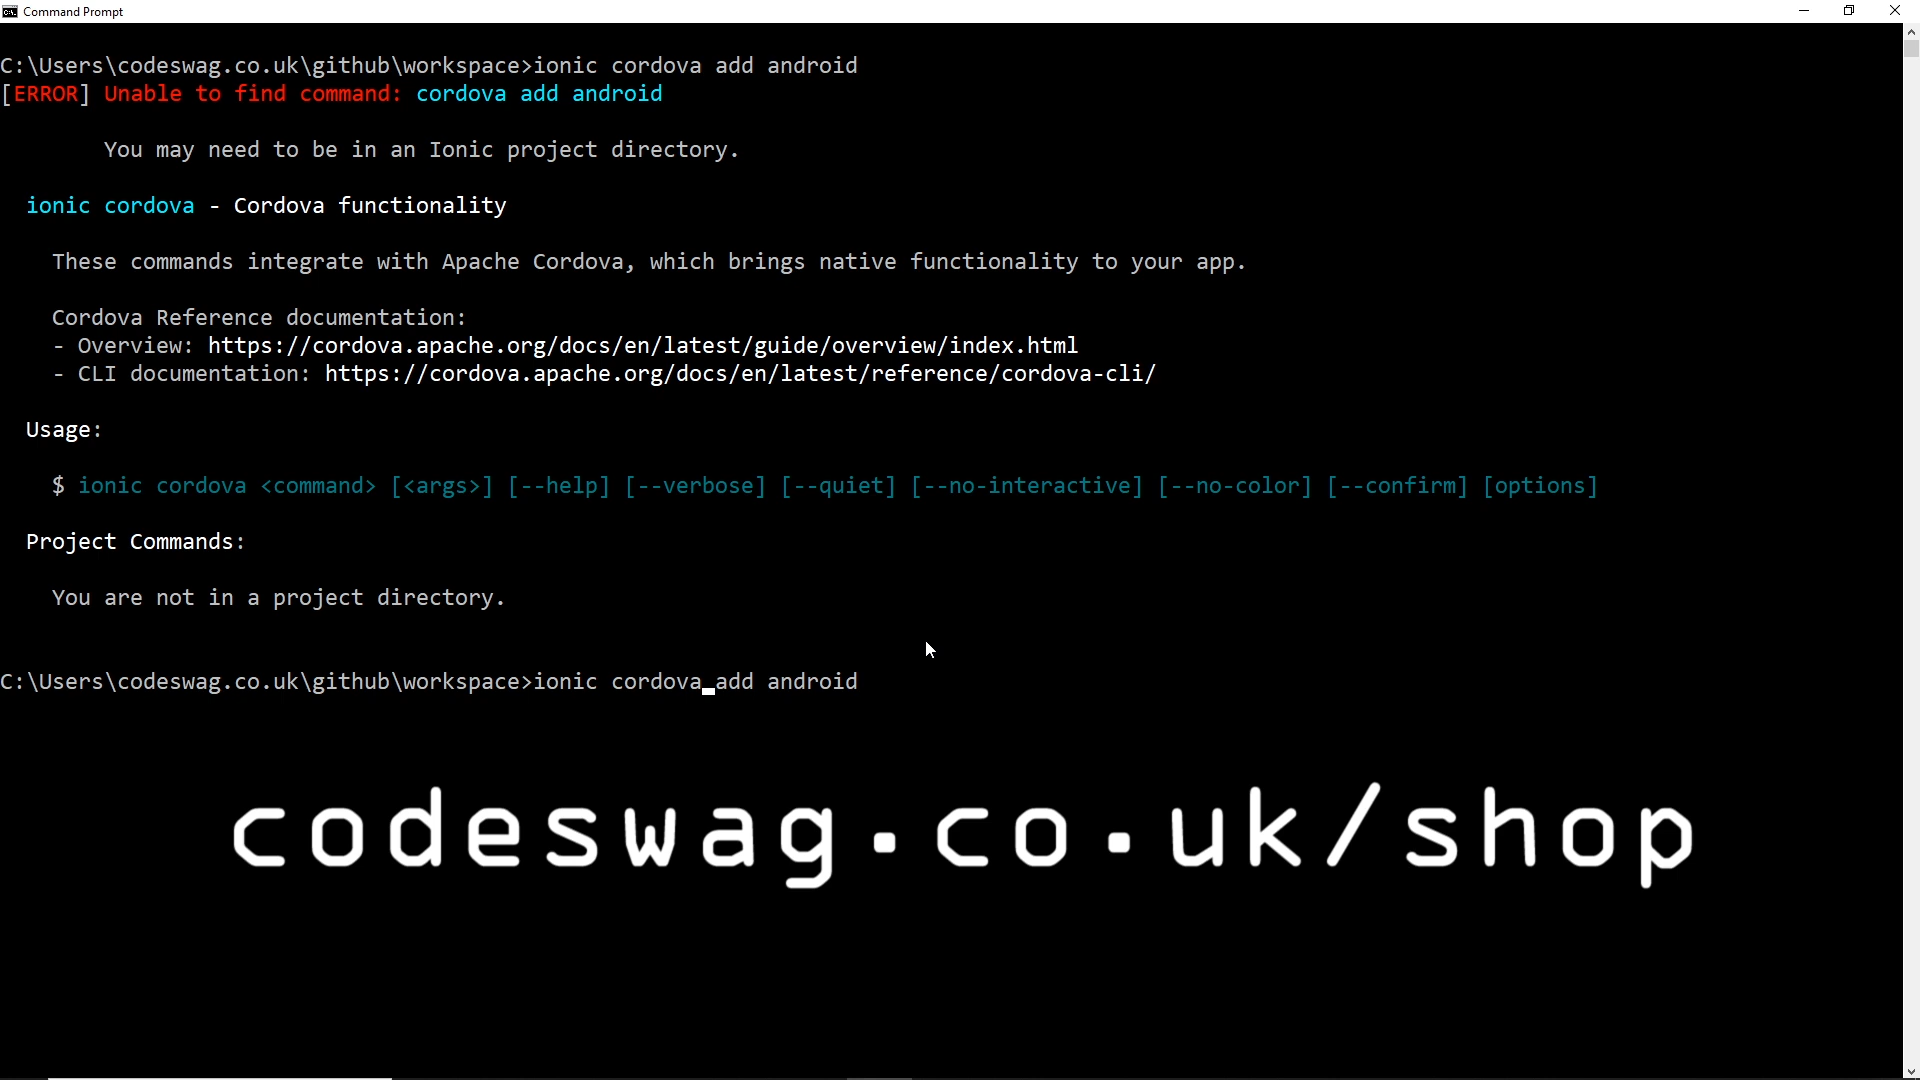 Command Prompt
C:\Users\codeswag.co.uk\github\workspace>ionic cordova add android
[ERROR] Unable to find command: cordova add android
You may need to be in an Ionic project directory.
ionic cordova - Cordova functionality
These commands integrate with Apache Cordova, which brings native functionality to your app.
Cordova Reference documentation:
- Overview: https://cordova.apache.org/docs/en/latest/guide/overview/index.html
- CLI documentation: https://cordova.apache.org/docs/en/latest/reference/cordova-cli/
Usage:
$ ionic cordova <command> [<args>] [--help] [--verbose] [--quiet] [--no-interactive] [--no-color] [--confirm] [options]
Project Commands:
You are not in a project directory.
C:\Users\codeswag.co.uk\github\workspace>ionic cordova_add android
codeswag.co.uk/shop